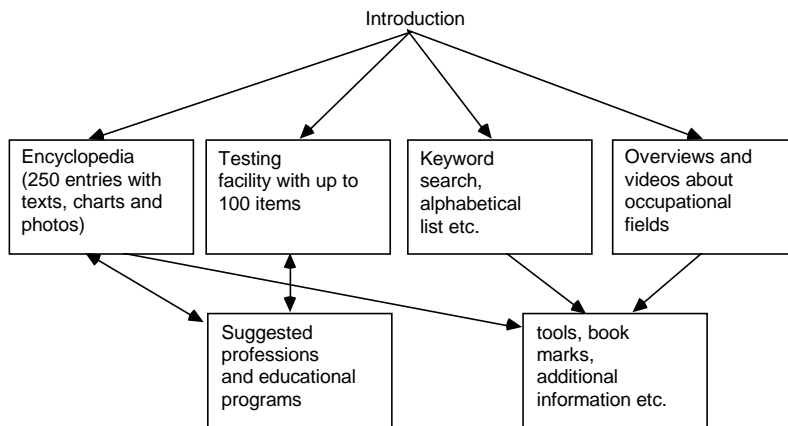 Introduction
Encyclopedia
(250 entries with
texts, charts and
photos)
Testing
facility with up to
100 items
Keyword
search,
alphabetical
list etc.
Overviews and
videos about
occupational
fields
Suggested
professions
and educational
programs
tools, book
marks,
additional
information etc.